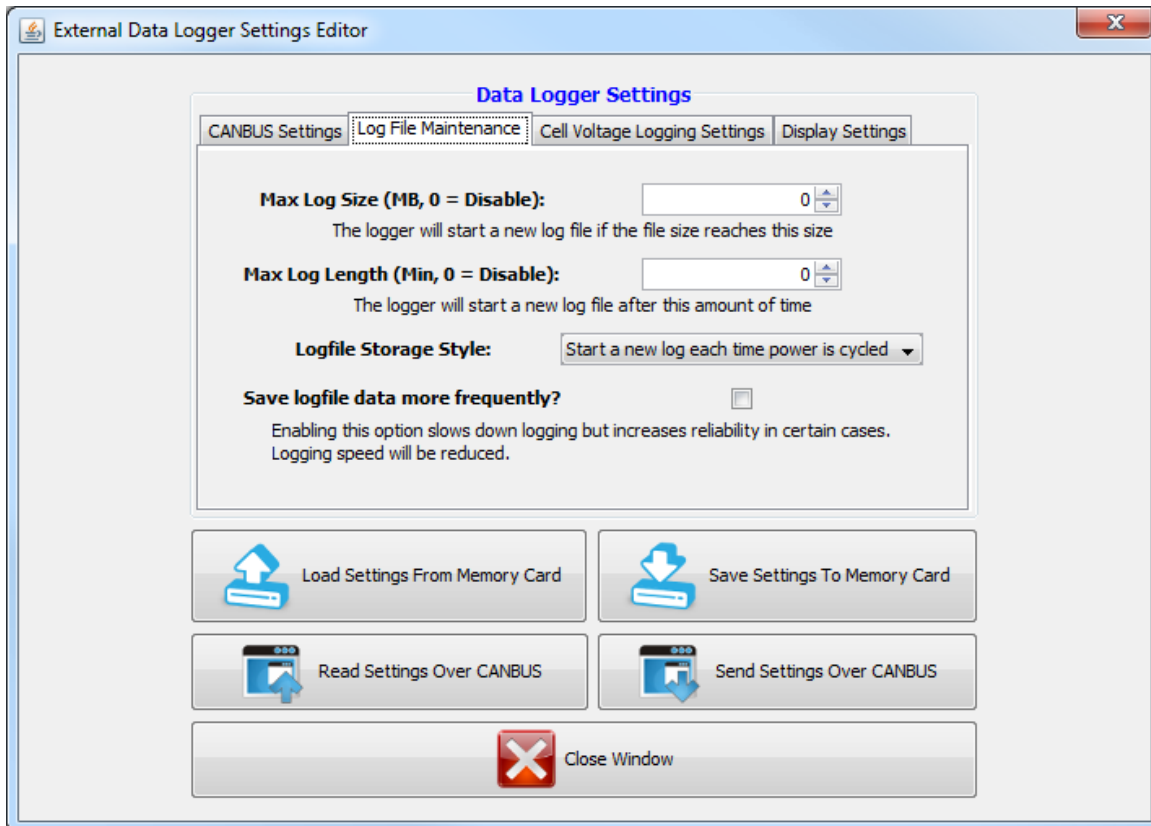 External Data Logger Settings Editor
Data Logger Settings
CANBUS Settings Log File Maintenance Cell Voltage Logging Settings Display Settings
Max Log Size (MB, 0 = Disable): 0
The logger will start a new log file if the file size reaches this size
Max Log Length (Min, 0 = Disable): 0
The logger will start a new log file after this amount of time
Logfile Storage Style: Start a new log each time power is cycled
Save logfile data more frequently?
Enabling this option slows down logging but increases reliability in certain cases.
Logging speed will be reduced.
Load Settings From Memory Card Save Settings To Memory Card
Read Settings Over CANBUS Send Settings Over CANBUS
Close Window